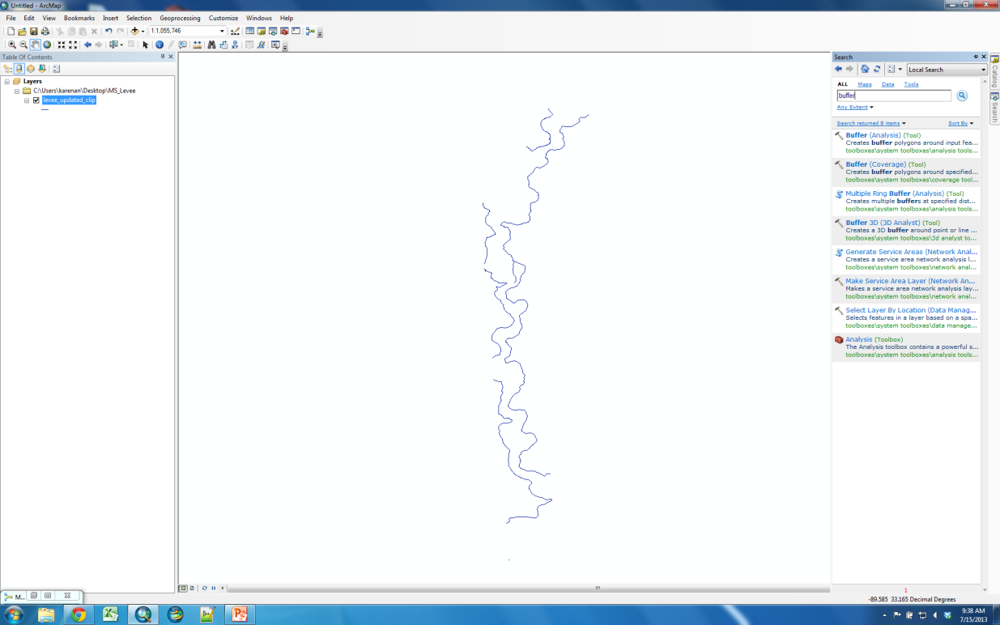 Untitled - ArcMap
File Edit View Bookmarks Insert Selection Geoprocessing Customize Windows Help
1:1,055,746
Table Of Contents
Layers
C:\Users\karenan\Desktop\MS_Levee
levee_updated_clip
Search
Local Search
ALL Maps Data Tools
buffer
Any Extent
Search returned 8 items Sort By
Buffer (Analysis) (Tool)
Creates buffer polygons around input fea...
toolboxes\system toolboxes\analysis tools...
Buffer (Coverage) (Tool)
Creates buffer polygons around specified...
toolboxes\system toolboxes\coverage tool...
Multiple Ring Buffer (Analysis) (Tool)
Creates multiple buffers at specified dist...
toolboxes\system toolboxes\analysis tools...
Buffer 3D (3D Analyst) (Tool)
Creates a 3D buffer around point or line ...
toolboxes\system toolboxes\3d analyst to...
Generate Service Areas (Network Anal...
Creates a service area network analysis l...
toolboxes\system toolboxes\network anal...
Make Service Area Layer (Network An...
Makes a service area network analysis lay...
toolboxes\system toolboxes\network anal...
Select Layer By Location (Data Manag...
Selects features in a layer based on a spa...
toolboxes\system toolboxes\data manage...
Analysis (Toolbox)
The Analysis toolbox contains a powerful s...
toolboxes\system toolboxes\analysis tools...
1
Catalog
Search
-89.585 33.165 Decimal Degrees
M...
9:38 AM
7/15/2013